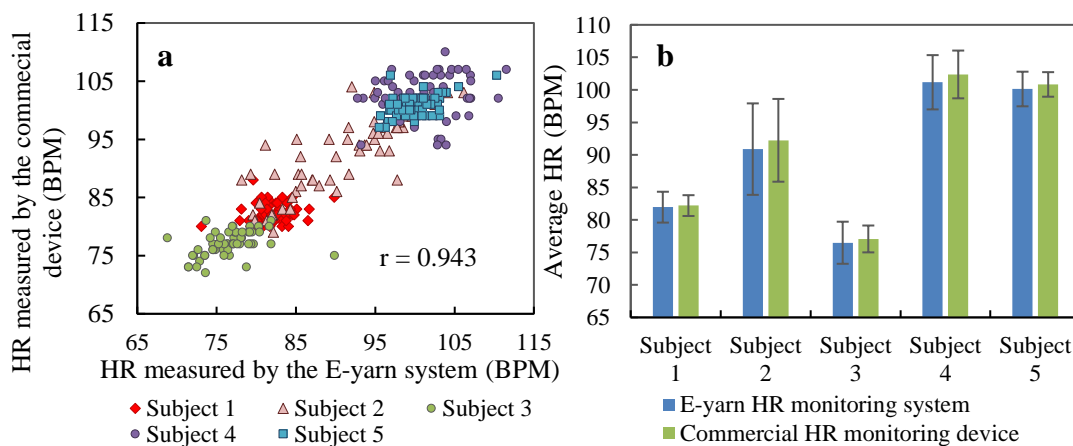 HR measured by the commecial
device (BPM)
115
105
95
85
75
65
a
r = 0.943
65 75 85 95 105 115
HR measured by the E-yarn system (BPM)
Subject 1 Subject 2 Subject 3
Subject 4 Subject 5
Average HR (BPM)
115
110
105
100
95
90
85
80
75
70
65
b
Subject Subject Subject Subject Subject
1 2 3 4 5
E-yarn HR monitoring system
Commercial HR monitoring device